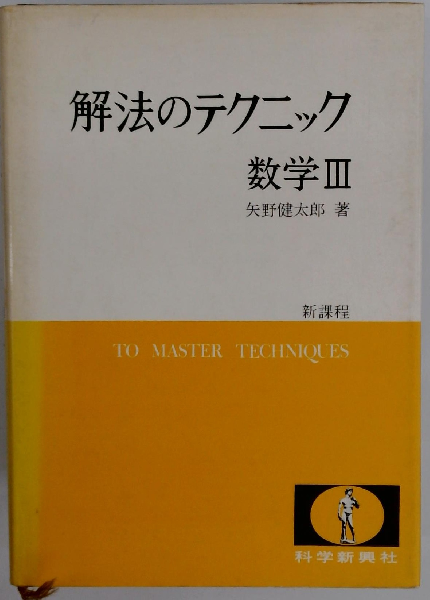 解法のテクニック
数学Ⅲ
矢野健太郎 著
新課程
TO MASTER TECHNIQUES
科学新興社